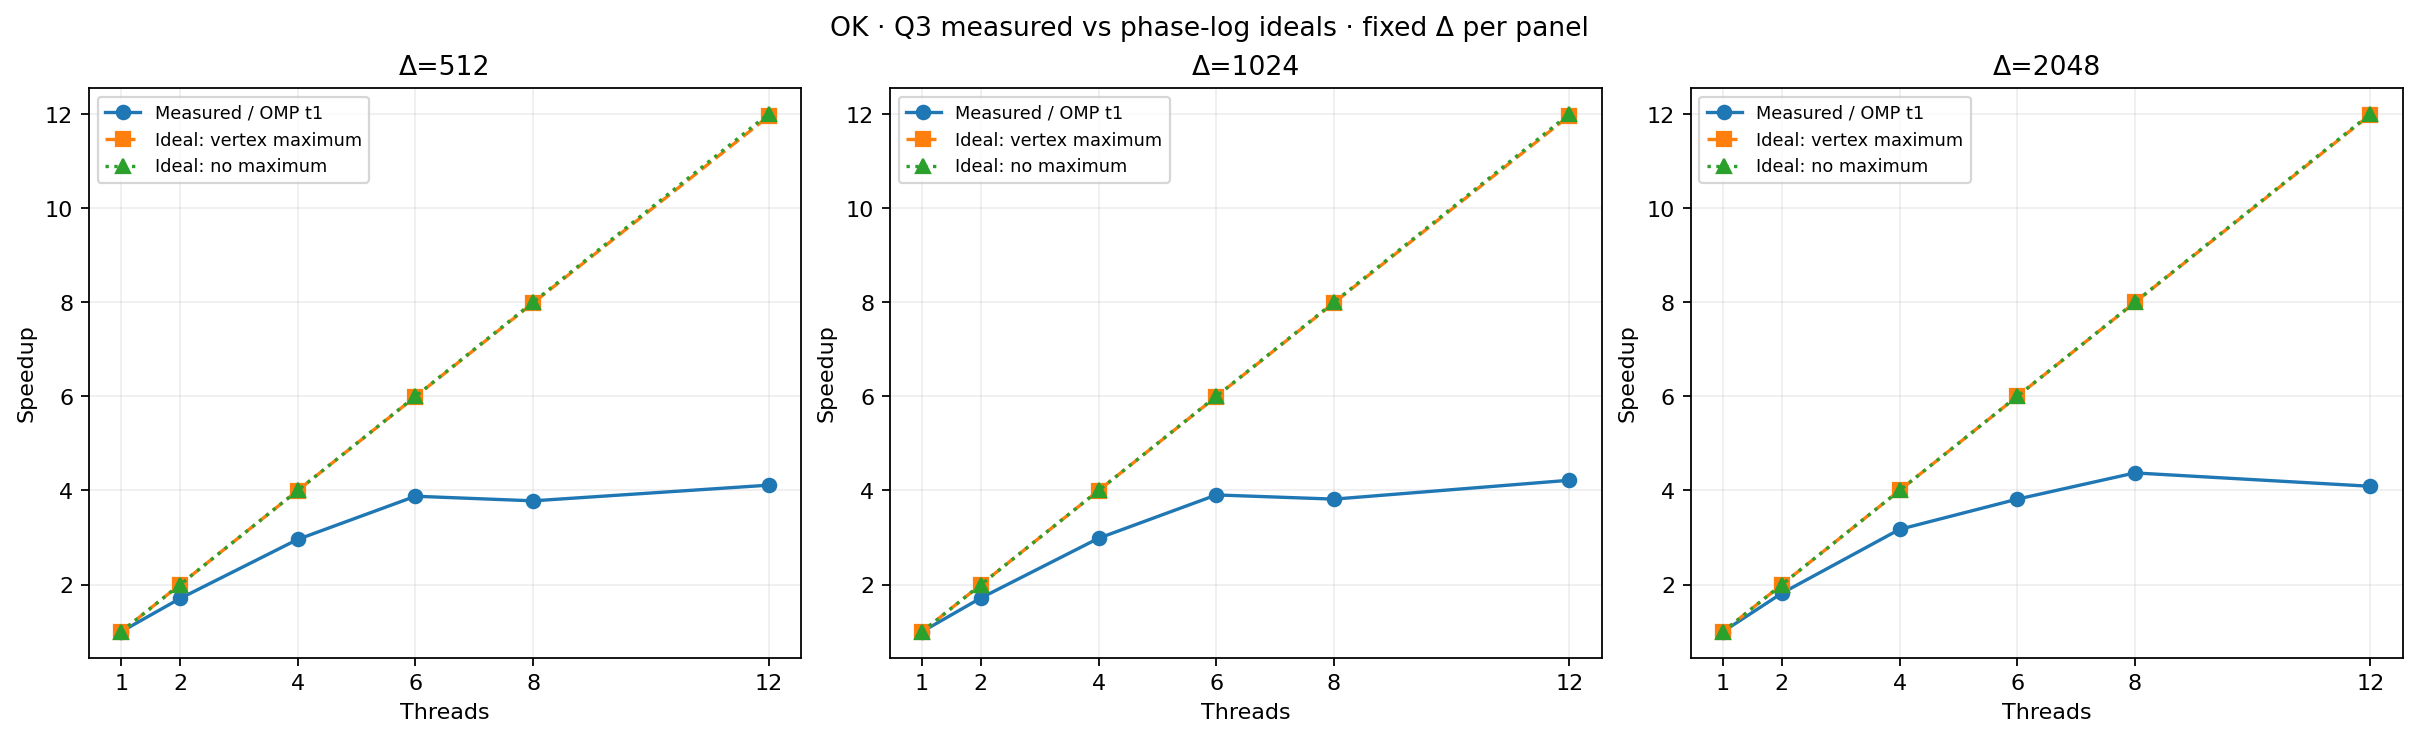 OK · Q3 measured vs phase-log ideals · fixed Δ per panel
Δ=512
Measured / OMP t1
Ideal: vertex maximum
Ideal: no maximum
12
10
8
6
4
2
Speedup
1 2 4 6 8 12
Threads
Δ=1024
Measured / OMP t1
Ideal: vertex maximum
Ideal: no maximum
12
10
8
6
4
2
Speedup
1 2 4 6 8 12
Threads
Δ=2048
Measured / OMP t1
Ideal: vertex maximum
Ideal: no maximum
12
10
8
6
4
2
Speedup
1 2 4 6 8 12
Threads